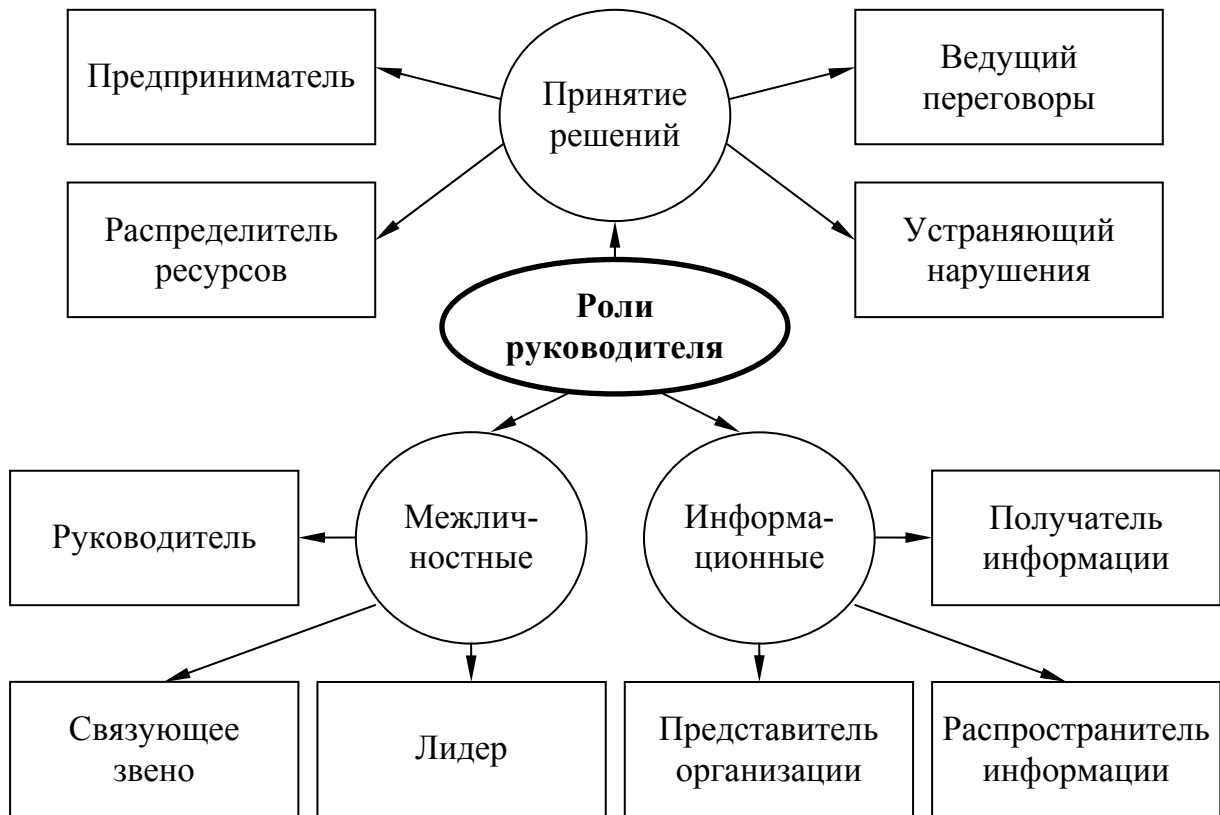 Предприниматель
Принятие
решений
Ведущий
переговоры
Распределитель
ресурсов
Устраняющий
нарушения
Роли
руководителя
Руководитель
Межлич-
ностные
Информа-
ционные
Получатель
информации
Связующее
звено
Лидер
Представитель
организации
Распространитель
информации